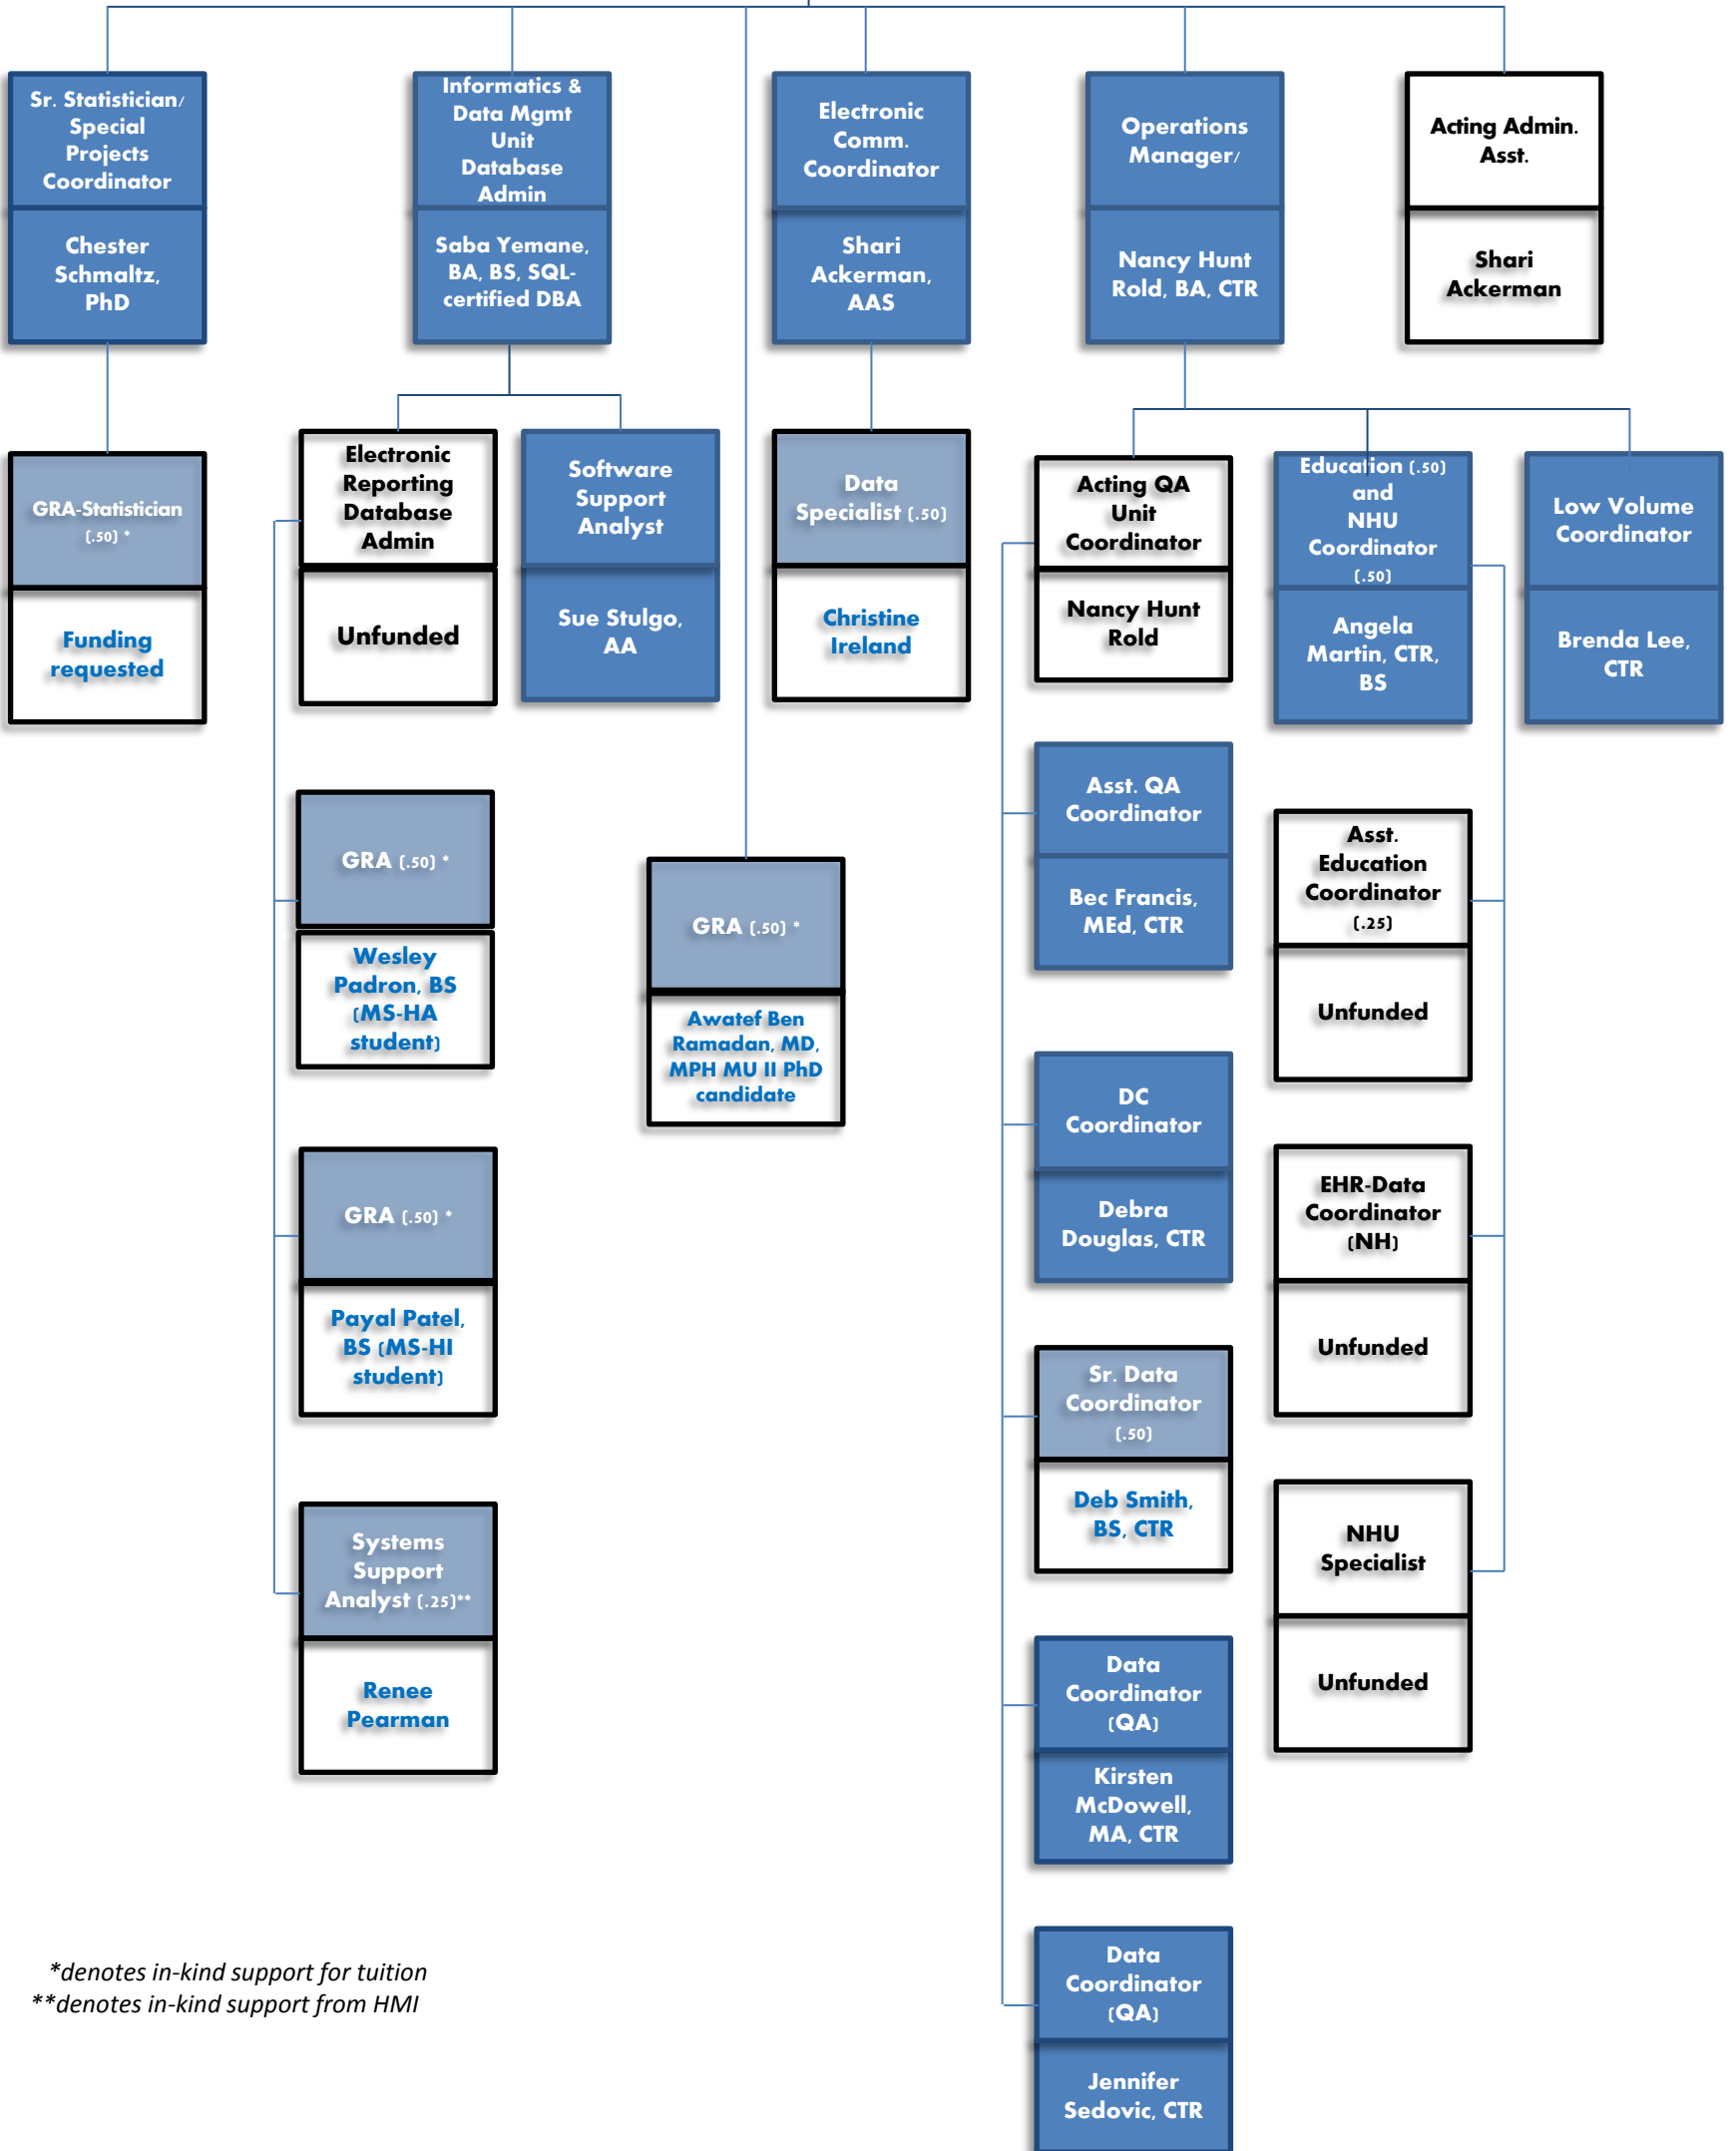 Sr. Statistician/
Special
Projects
Coordinator
Chester
Schmaltz,
PhD
Informatics &
Data Mgmt
Unit
Database
Admin
Saba Yemane,
BA, BS, SQL-
certified DBA
Electronic
Comm.
Coordinator
Shari
Ackerman,
AAS
Operations
Manager/
Nancy Hunt
Rold, BA, CTR
Acting Admin.
Asst.
Shari
Ackerman
GRA-Statistician
(.50) *
Funding
requested
Electronic
Reporting
Database
Admin
Unfunded
Software
Support
Analyst
Sue Stulgo,
AA
Data
Specialist (.50)
Christine
Ireland
Acting QA
Unit
Coordinator
Nancy Hunt
Rold
Education (.50)
and
NHU
Coordinator
(.50)
Angela
Martin, CTR,
BS
Low Volume
Coordinator
Brenda Lee,
CTR
GRA (.50) *
Wesley
Padron, BS
(MS-HA
student)
GRA (.50) *
Payal Patel,
BS (MS-HI
student)
Systems
Support
Analyst (.25)**
Renee
Pearman
GRA (.50) *
Awatef Ben
Ramadan, MD,
MPH MU II PhD
candidate
Asst. QA
Coordinator
Bec Francis,
MEd, CTR
DC
Coordinator
Debra
Douglas, CTR
Sr. Data
Coordinator
(.50)
Deb Smith,
BS, CTR
Data
Coordinator
(QA)
Kirsten
McDowell,
MA, CTR
Data
Coordinator
(QA)
Jennifer
Sedovic, CTR
Asst.
Education
Coordinator
(.25)
Unfunded
EHR-Data
Coordinator
(NH)
Unfunded
NHU
Specialist
Unfunded
*denotes in-kind support for tuition
**denotes in-kind support from HMI